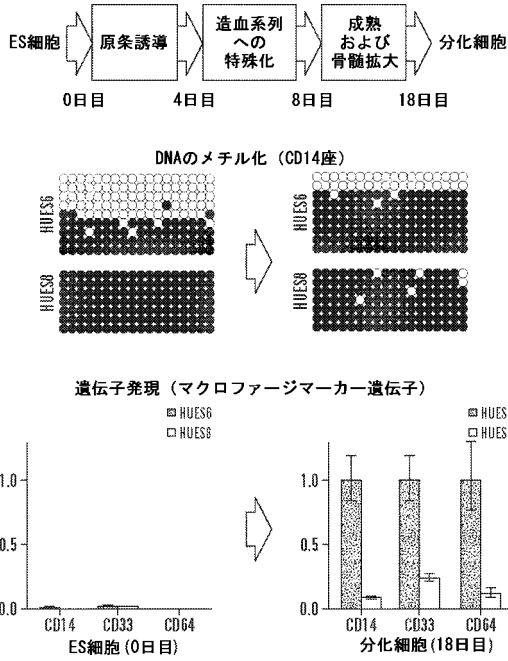 ES細胞
原条誘導
造血系列
への
特殊化
成熟
および
骨髄拡大
分化細胞
0日目
4日目
8日目
18日目
DNAのメチル化（CD14座）
HUES6
HUES8
HUES6
HUES8
遺伝子発現（マクロファージマーカー遺伝子）
HUES6
HUES8
1.0
0.5
0.0
CD14
CD33
CD64
ES細胞(0日目)
HUES
HUES
1.0
0.5
0.0
CD14
CD33
CD64
分化細胞(18日目)